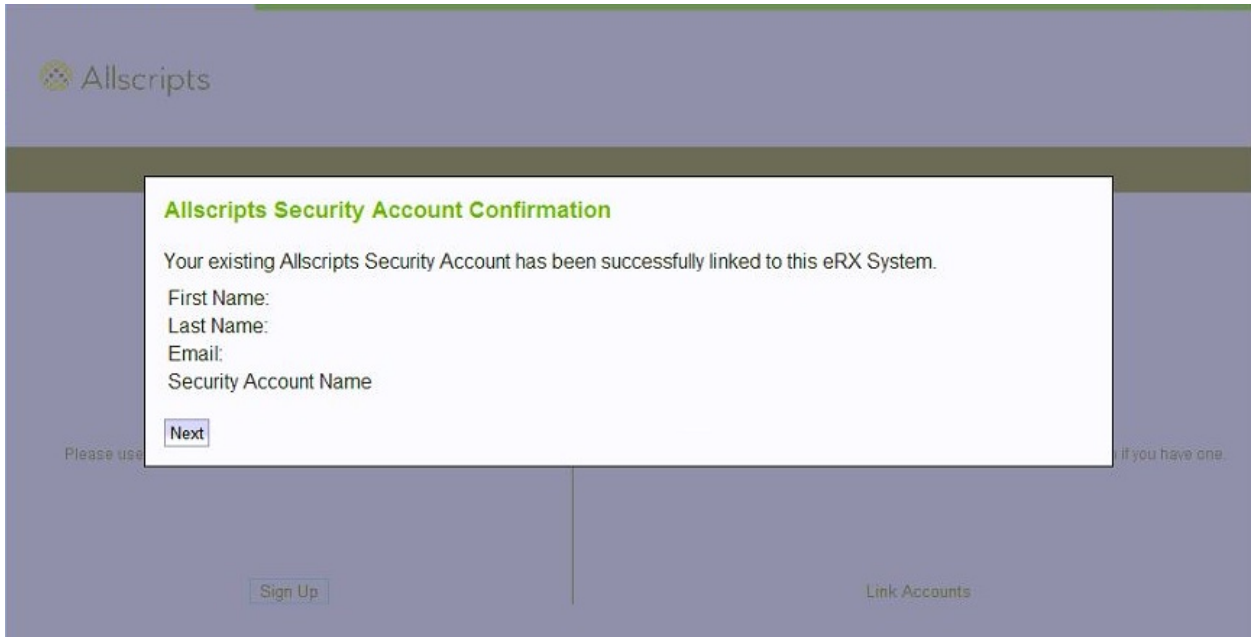 Allscripts
Allscripts Security Account Confirmation
Your existing Allscripts Security Account has been successfully linked to this eRX System.
First Name:
Last Name:
Email:
Security Account Name
Next
Please use
if you have one.
Sign Up
Link Accounts